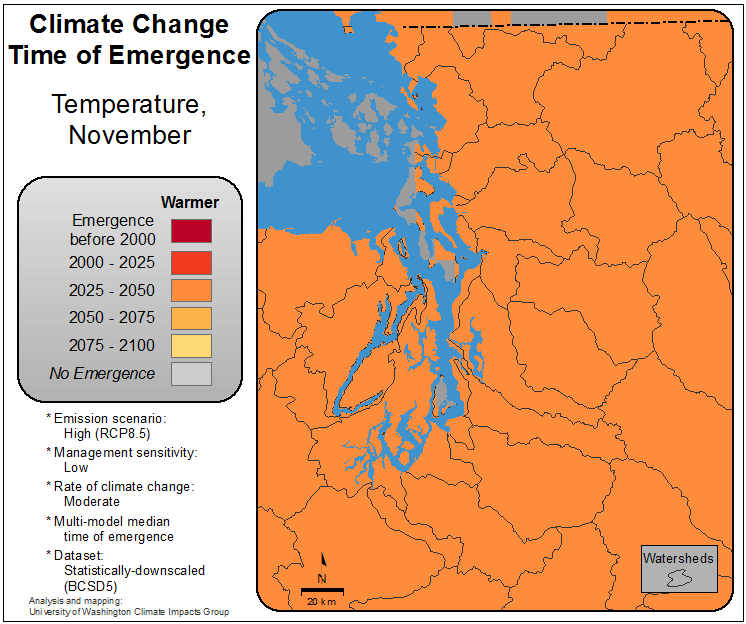 Climate Change
Time of Emergence
Temperature,
November
Warmer
Emergence
before 2000
2000 - 2025
2025 - 2050
2050 - 2075
2075 - 2100
No Emergence
* Emission scenario:
High (RCP8.5)
* Management sensitivity:
Low
* Rate of climate change:
Moderate
* Multi-model median
time of emergence
* Dataset:
Statistically-downscaled
(BCSD5)
Analysis and mapping:
University of Washington Climate Impacts Group
N
20 km
Watersheds